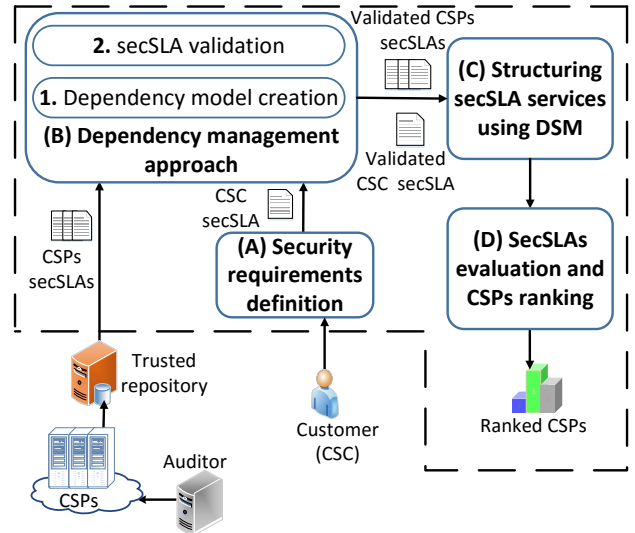 2. secSLA validation
1. Dependency model creation
(B) Dependency management
approach
Validated CSPs
secSLAs
Validated
CSC secSLA
(C) Structuring
secSLA services
using DSM
CSPs
secSLAs
CSC
secSLA
(A) Security
requirements
definition
(D) SecSLAs
evaluation and
CSPs ranking
Trusted
repository
Customer
(CSC)
Ranked CSPs
CSPs
Auditor